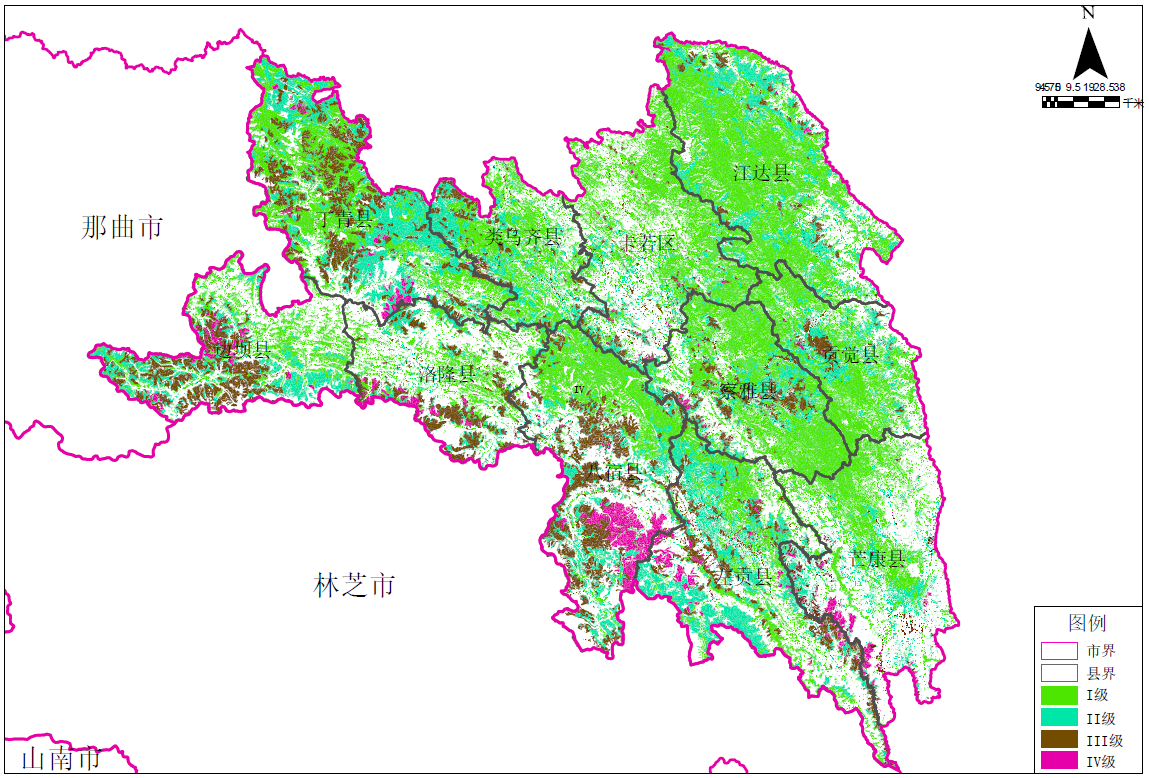 N
千米
江达县
那曲市
丁青县
类乌齐县
卡若区
边坝县
贡觉县
洛隆县
察雅县
IV
八宿县
芒康县
左贡县
林芝市
图例
市界
县界
I级
II级
III级
IV级
山南市